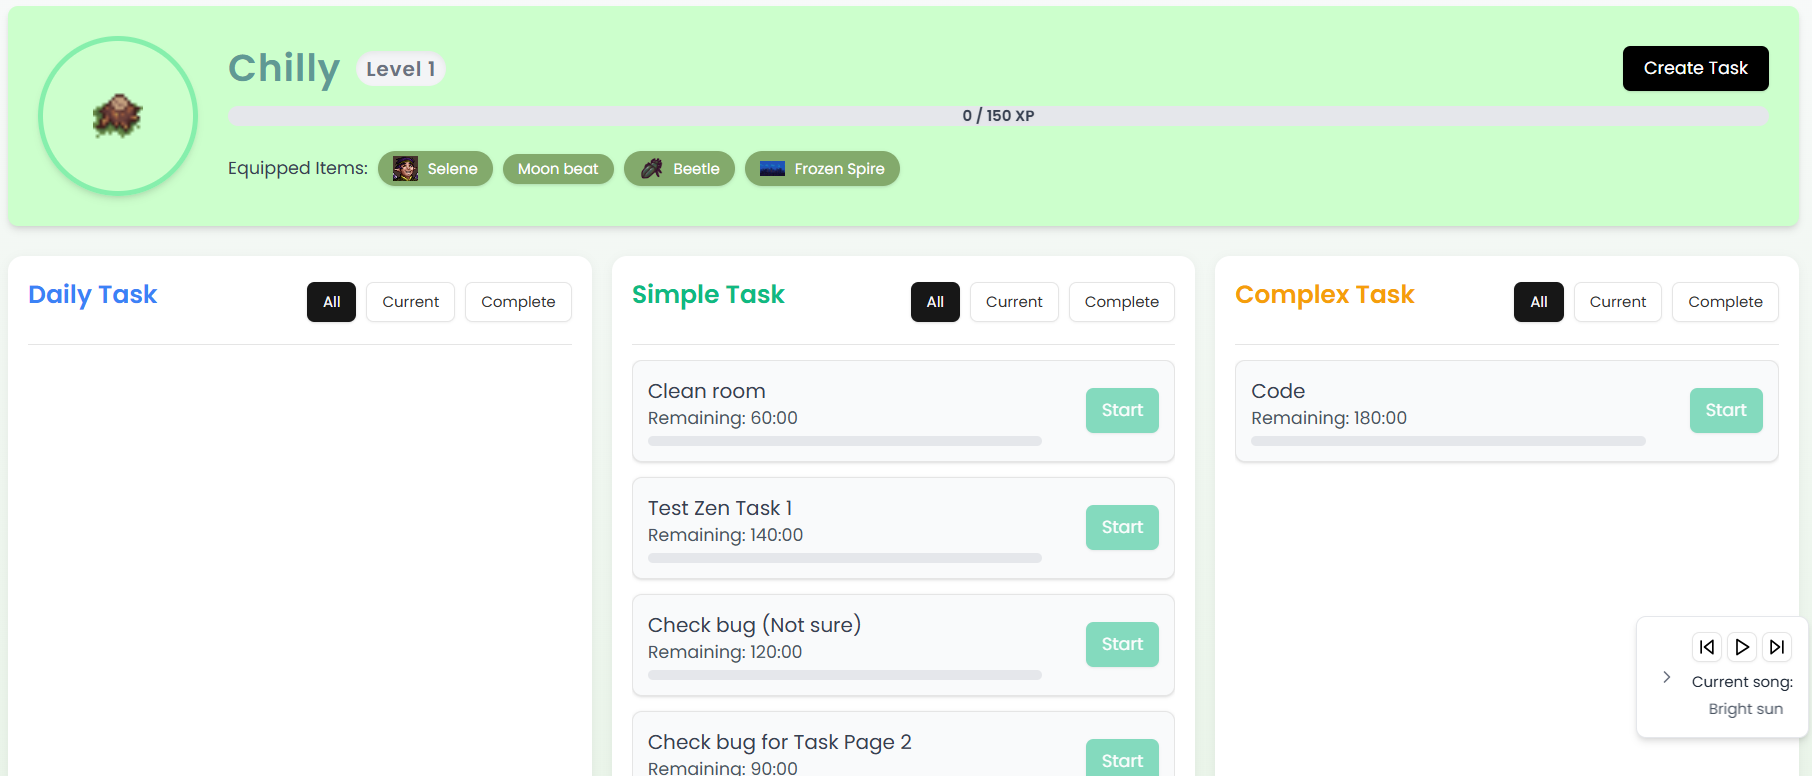 Chilly Level 1
Create Task
0 / 150 XP
Equipped Items: Selene Moon beat Beetle Frozen Spire
Daily Task All Current Complete
Simple Task All Current Complete
Clean room
Remaining: 60:00
Start
Test Zen Task 1
Remaining: 140:00
Start
Check bug (Not sure)
Remaining: 120:00
Start
Check bug for Task Page 2
Remaining: 90:00
Start
Complex Task All Current Complete
Code
Remaining: 180:00
Start
Current song:
Bright sun